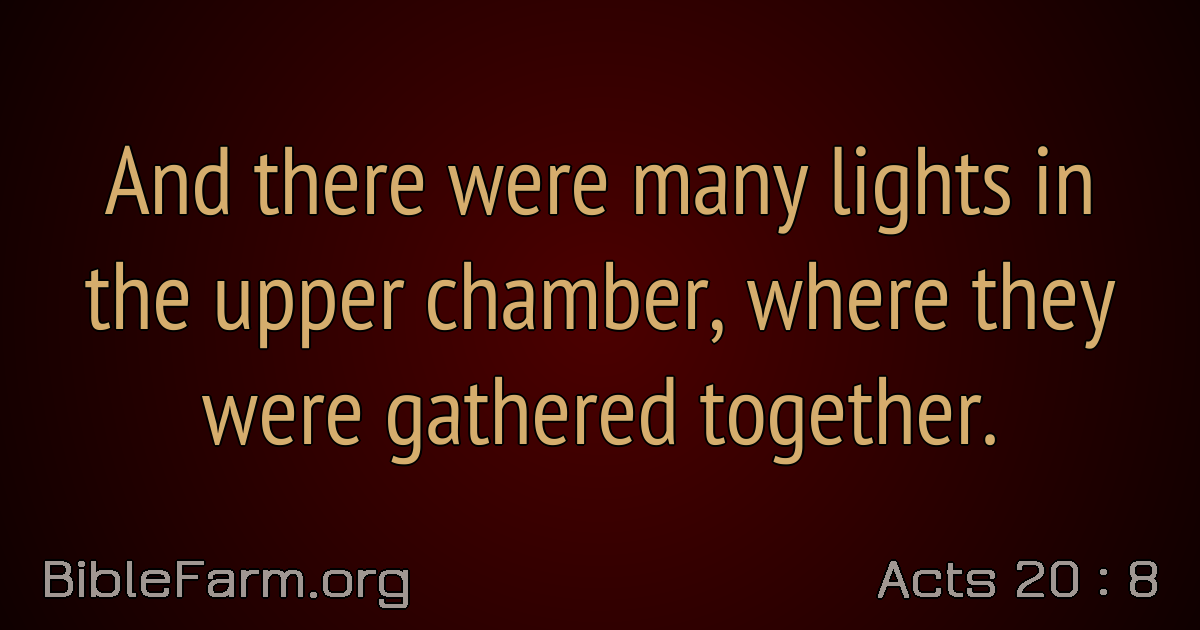 And there were many lights in
the upper chamber, where they
were gathered together.
BibleFarm.org
Acts 20 : 8